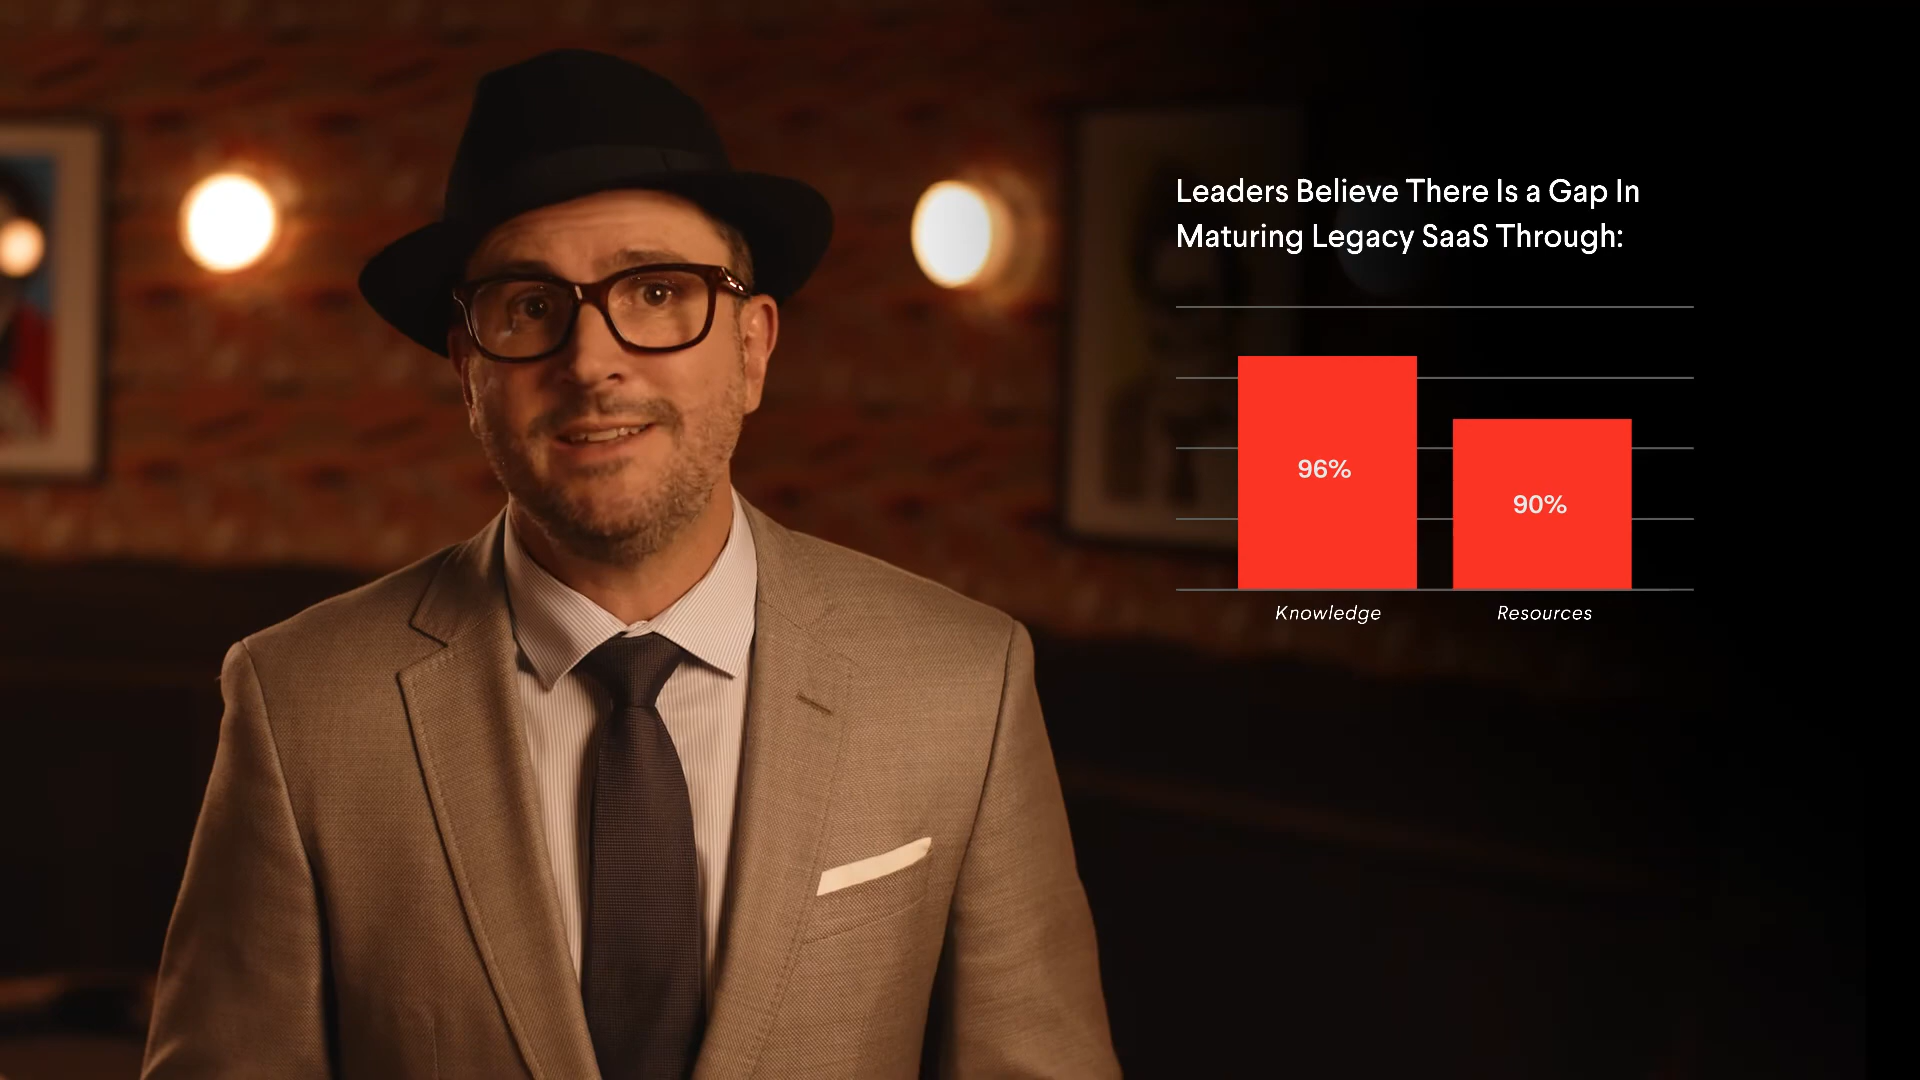 Leaders Believe There Is a Gap In
Maturing Legacy SaaS Through:
96%
90%
Knowledge
Resources